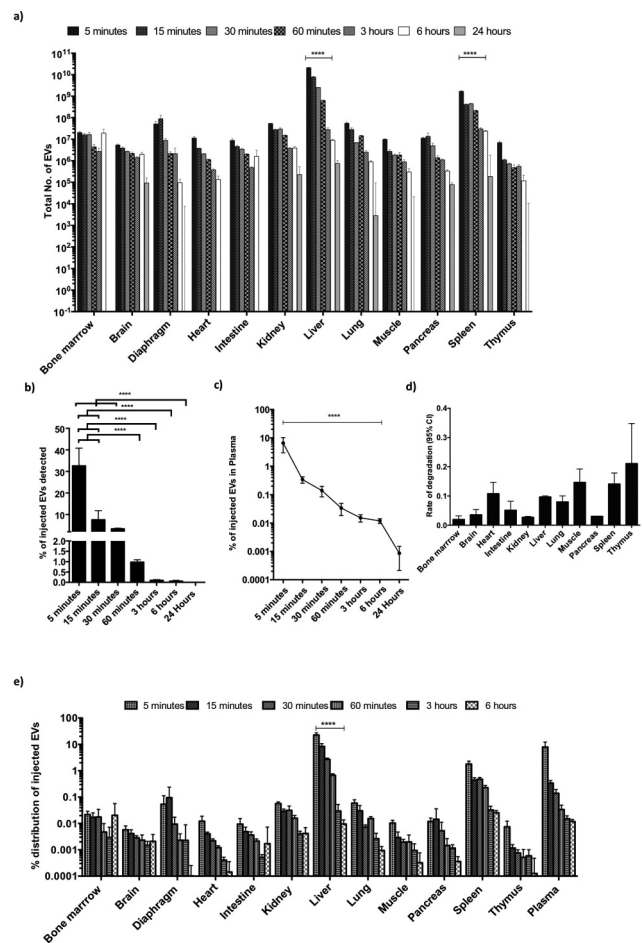 a)
5 minutes 15 minutes 30 minutes 60 minutes 3 hours 6 hours 24 hours
**** ****
Total No. of EVs
10¹¹
10¹⁰
10⁹
10⁸
10⁷
10⁶
10⁵
10⁴
10³
10²
10¹
10⁰
10⁻¹
Bone marrrow Brain Diaphragm Heart Intestine Kidney Liver Lung Muscle Pancreas Spleen Thymus
b)
****
****
****
****
% of injected EVs detected
50
40
30
20
10
2.0
1.5
1.0
0.5
0.0
5 minutes 15 minutes 30 minutes 60 minutes 3 hours 6 hours 24 Hours
c)
****
% of injected EVs in Plasma
100
10
1
0.1
0.01
0.001
0.0001
5 minutes 15 minutes 30 minutes 60 minutes 3 hours 6 hours 24 Hours
d)
Rate of degradation (95% CI)
0.4
0.3
0.2
0.1
0.0
Bone marrow Brain Heart Intestine Kidney Liver Lung Muscle Pancreas Spleen Thymus
e)
5 minutes 15 minutes 30 minutes 60 minutes 3 hours 6 hours
****
% distribution of injected EVs
100
10
1
0.1
0.01
0.001
0.0001
Bone marrrow Brain Diaphragm Heart Intestine Kidney Liver Lung Muscle Pancreas Spleen Thymus Plasma